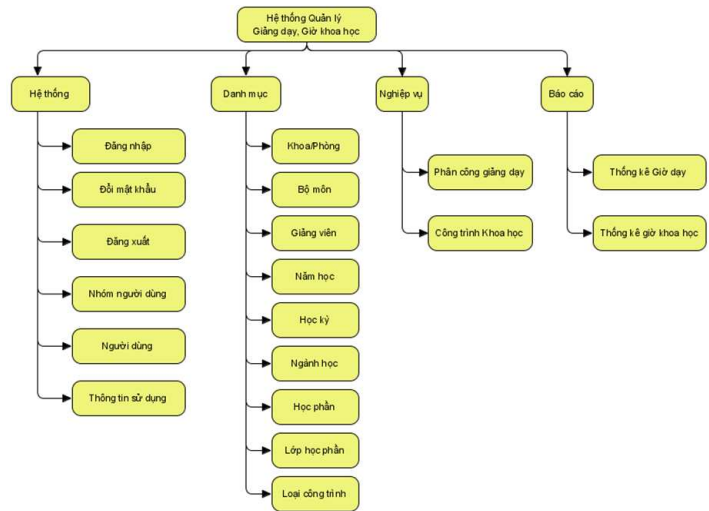 Hệ thống Quản lý
Giảng dạy, Giờ khoa học
Hệ thống
Danh mục
Nghiệp vụ
Báo cáo
Đăng nhập
Đổi mật khẩu
Đăng xuất
Nhóm người dùng
Người dùng
Thông tin sử dụng
Khoa/Phòng
Bộ môn
Giảng viên
Năm học
Học kỳ
Ngành học
Học phần
Lớp học phần
Loại công trình
Phân công giảng dạy
Công trình Khoa học
Thống kê Giờ dạy
Thống kê giờ khoa học